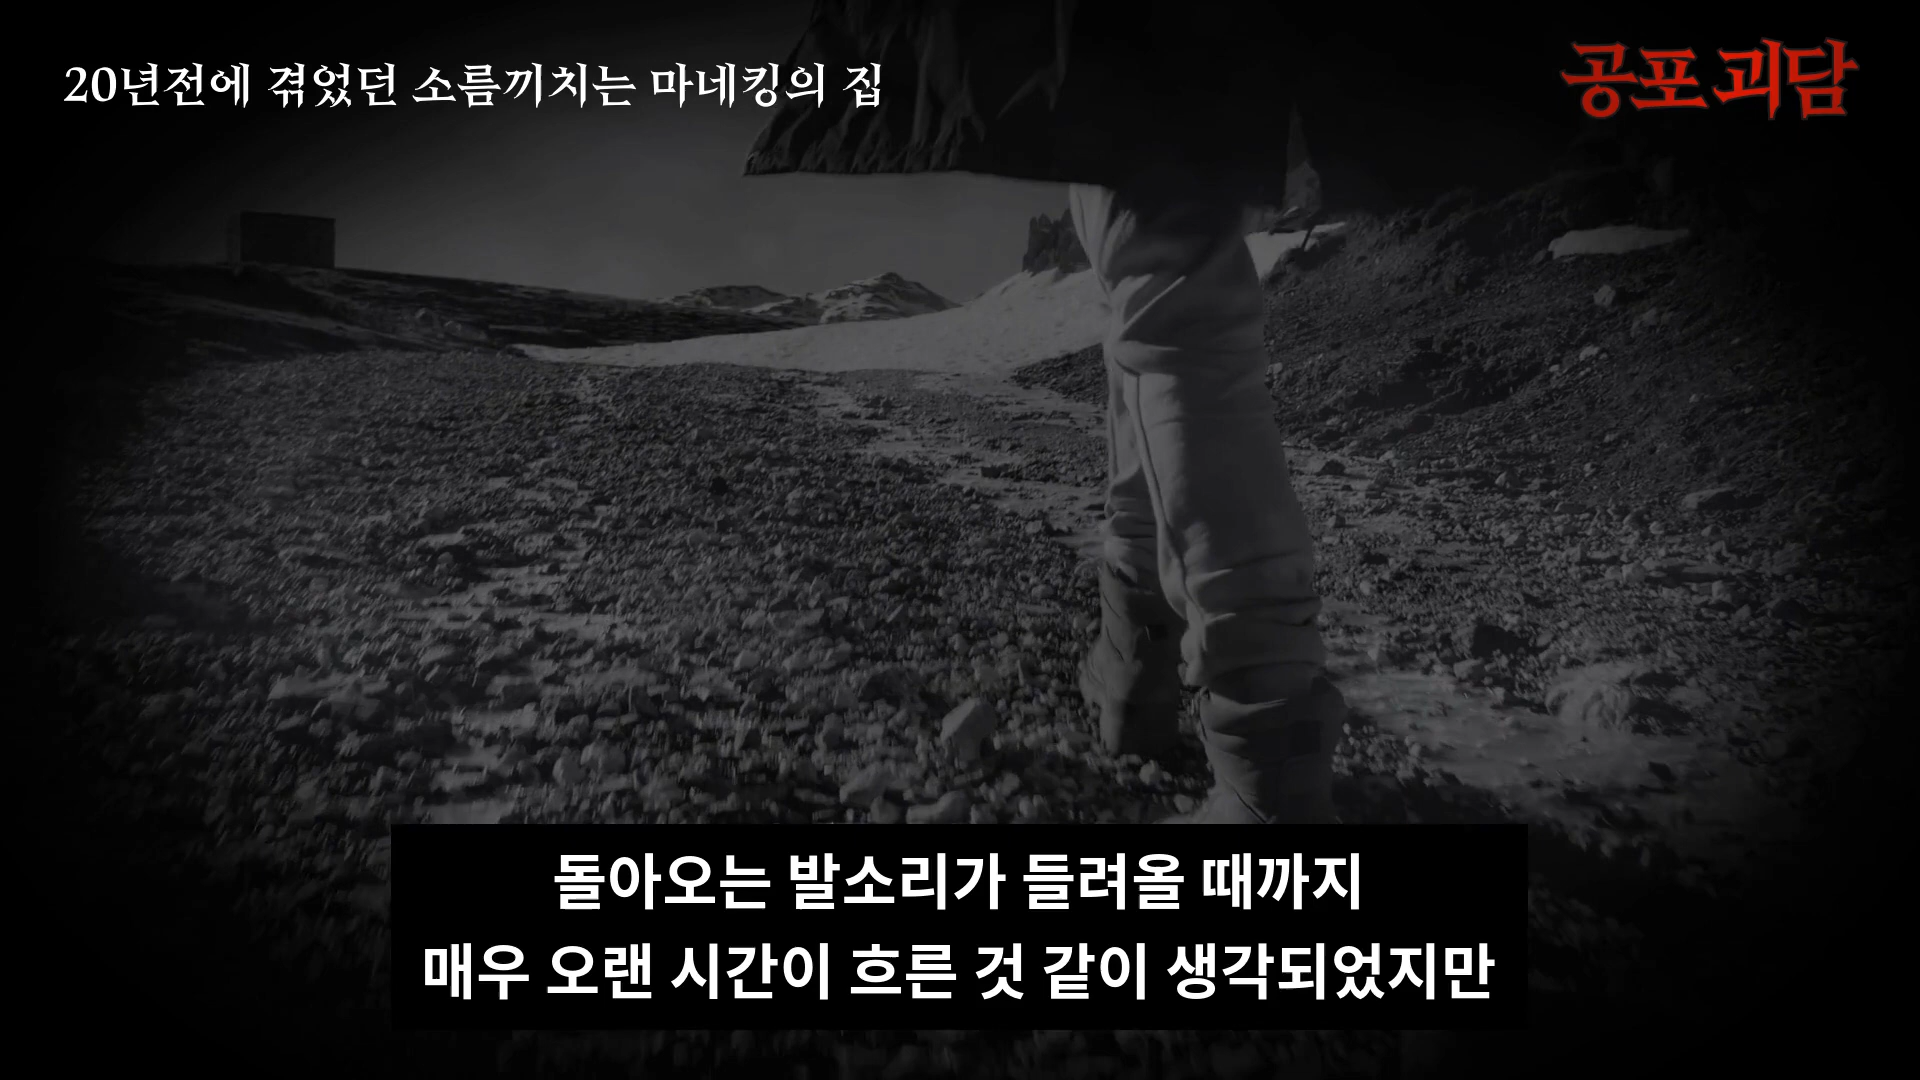 20년전에 겪었던 소름끼치는 마네킹의 집
공포 괴담
돌아오는 발소리가 들려올 때까지
매우 오랜 시간이 흐른 것 같이 생각되었지만